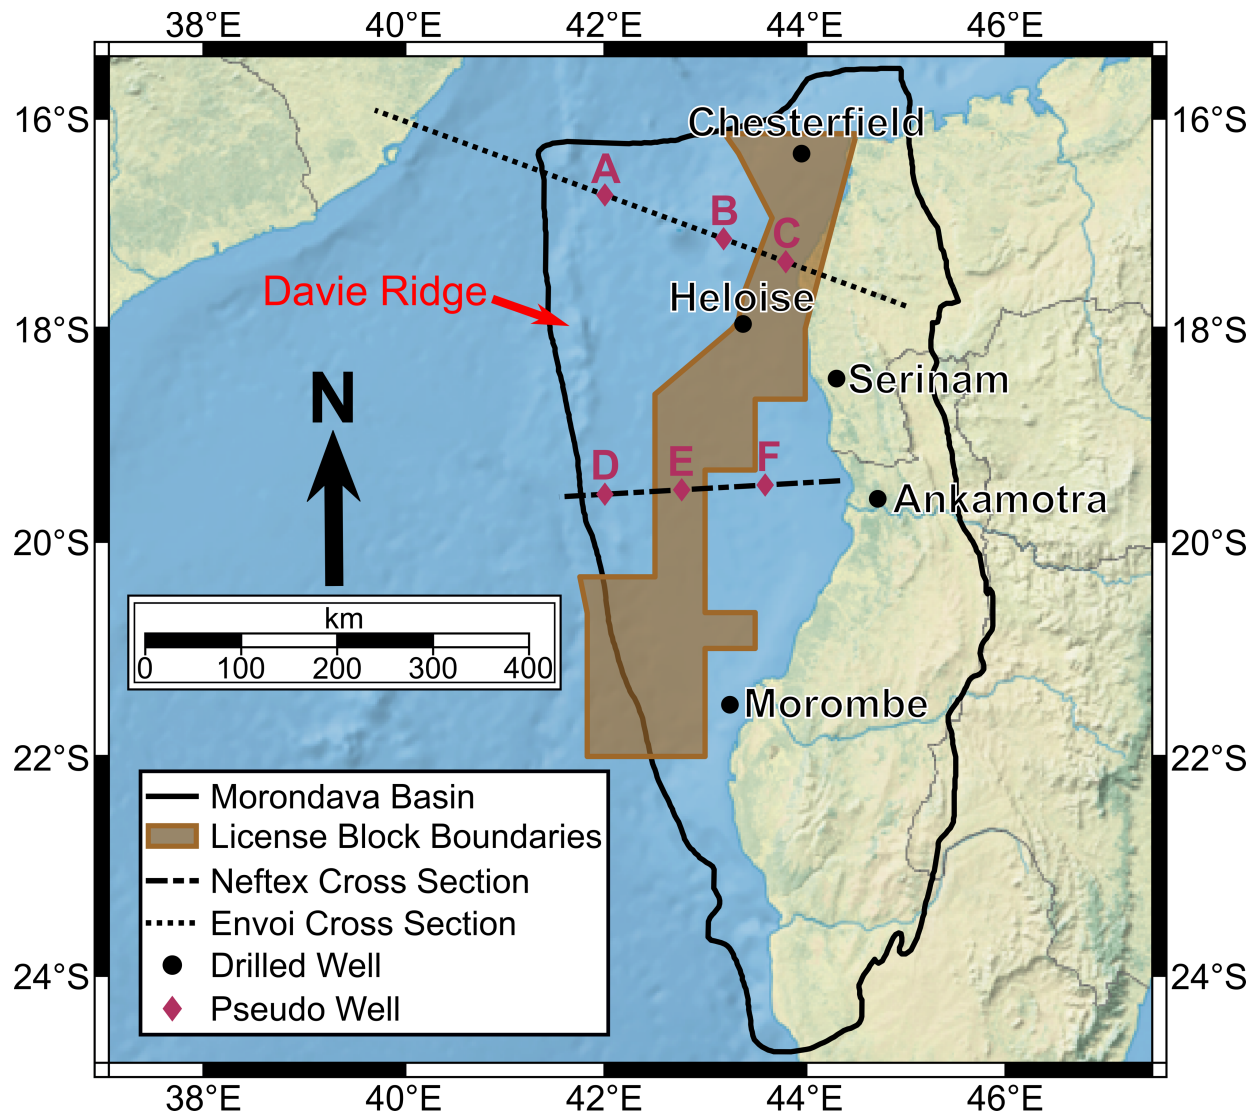 38°E 40°E 42°E 44°E 46°E
16°S 16°S
Chesterfield
A
B
C
Davie Ridge
Heloise
18°S 18°S
N
Serinam
D E F
Ankamotra
20°S 20°S
km
0 100 200 300 400
Morombe
22°S 22°S
Morondava Basin
License Block Boundaries
Neftex Cross Section
Envoi Cross Section
Drilled Well
Pseudo Well
24°S 24°S
38°E 40°E 42°E 44°E 46°E